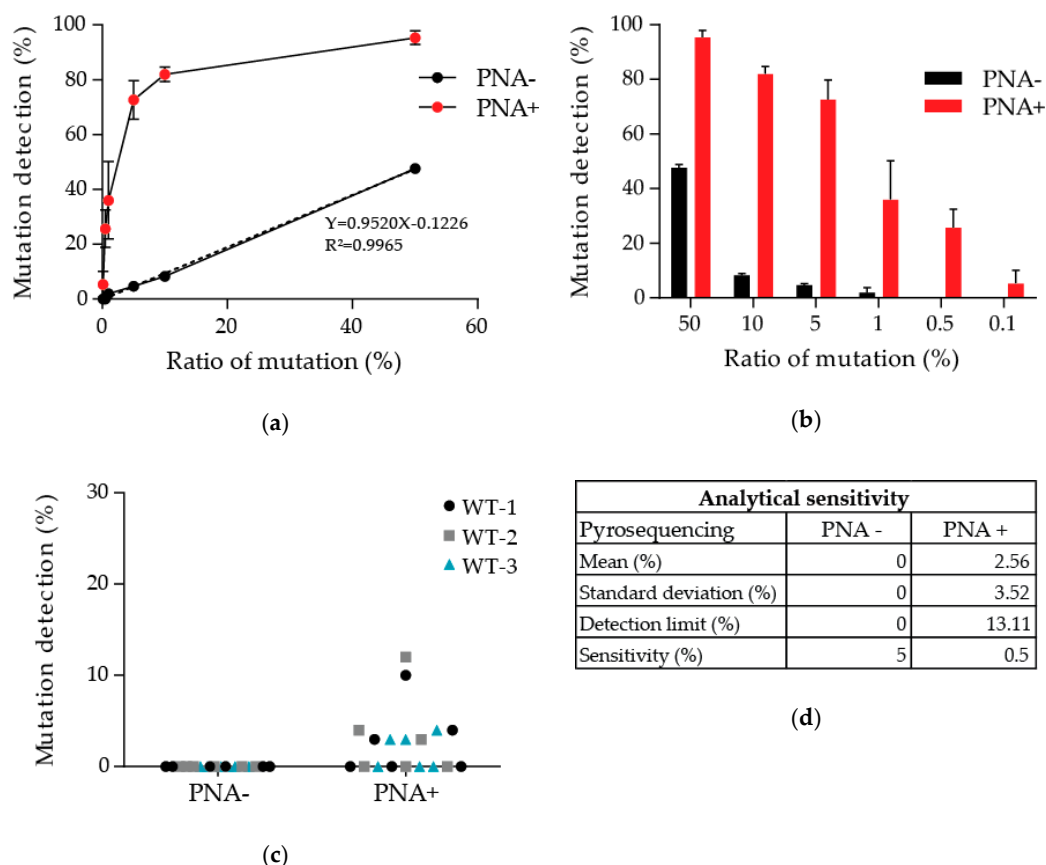 100
80
60
40
20
0
Mutation detection (%)
PNA-
PNA+
Y=0.9520X-0.1226
R²=0.9965
0 20 40 60
Ratio of mutation (%)
(a)
100
80
60
40
20
0
Mutation detection (%)
PNA-
PNA+
50 10 5 1 0.5 0.1
Ratio of mutation (%)
(b)
30
20
10
0
Mutation detection (%)
WT-1
WT-2
WT-3
PNA- PNA+
(c)
Analytical sensitivity
Pyrosequencing PNA - PNA +
Mean (%) 0 2.56
Standard deviation (%) 0 3.52
Detection limit (%) 0 13.11
Sensitivity (%) 5 0.5
(d)